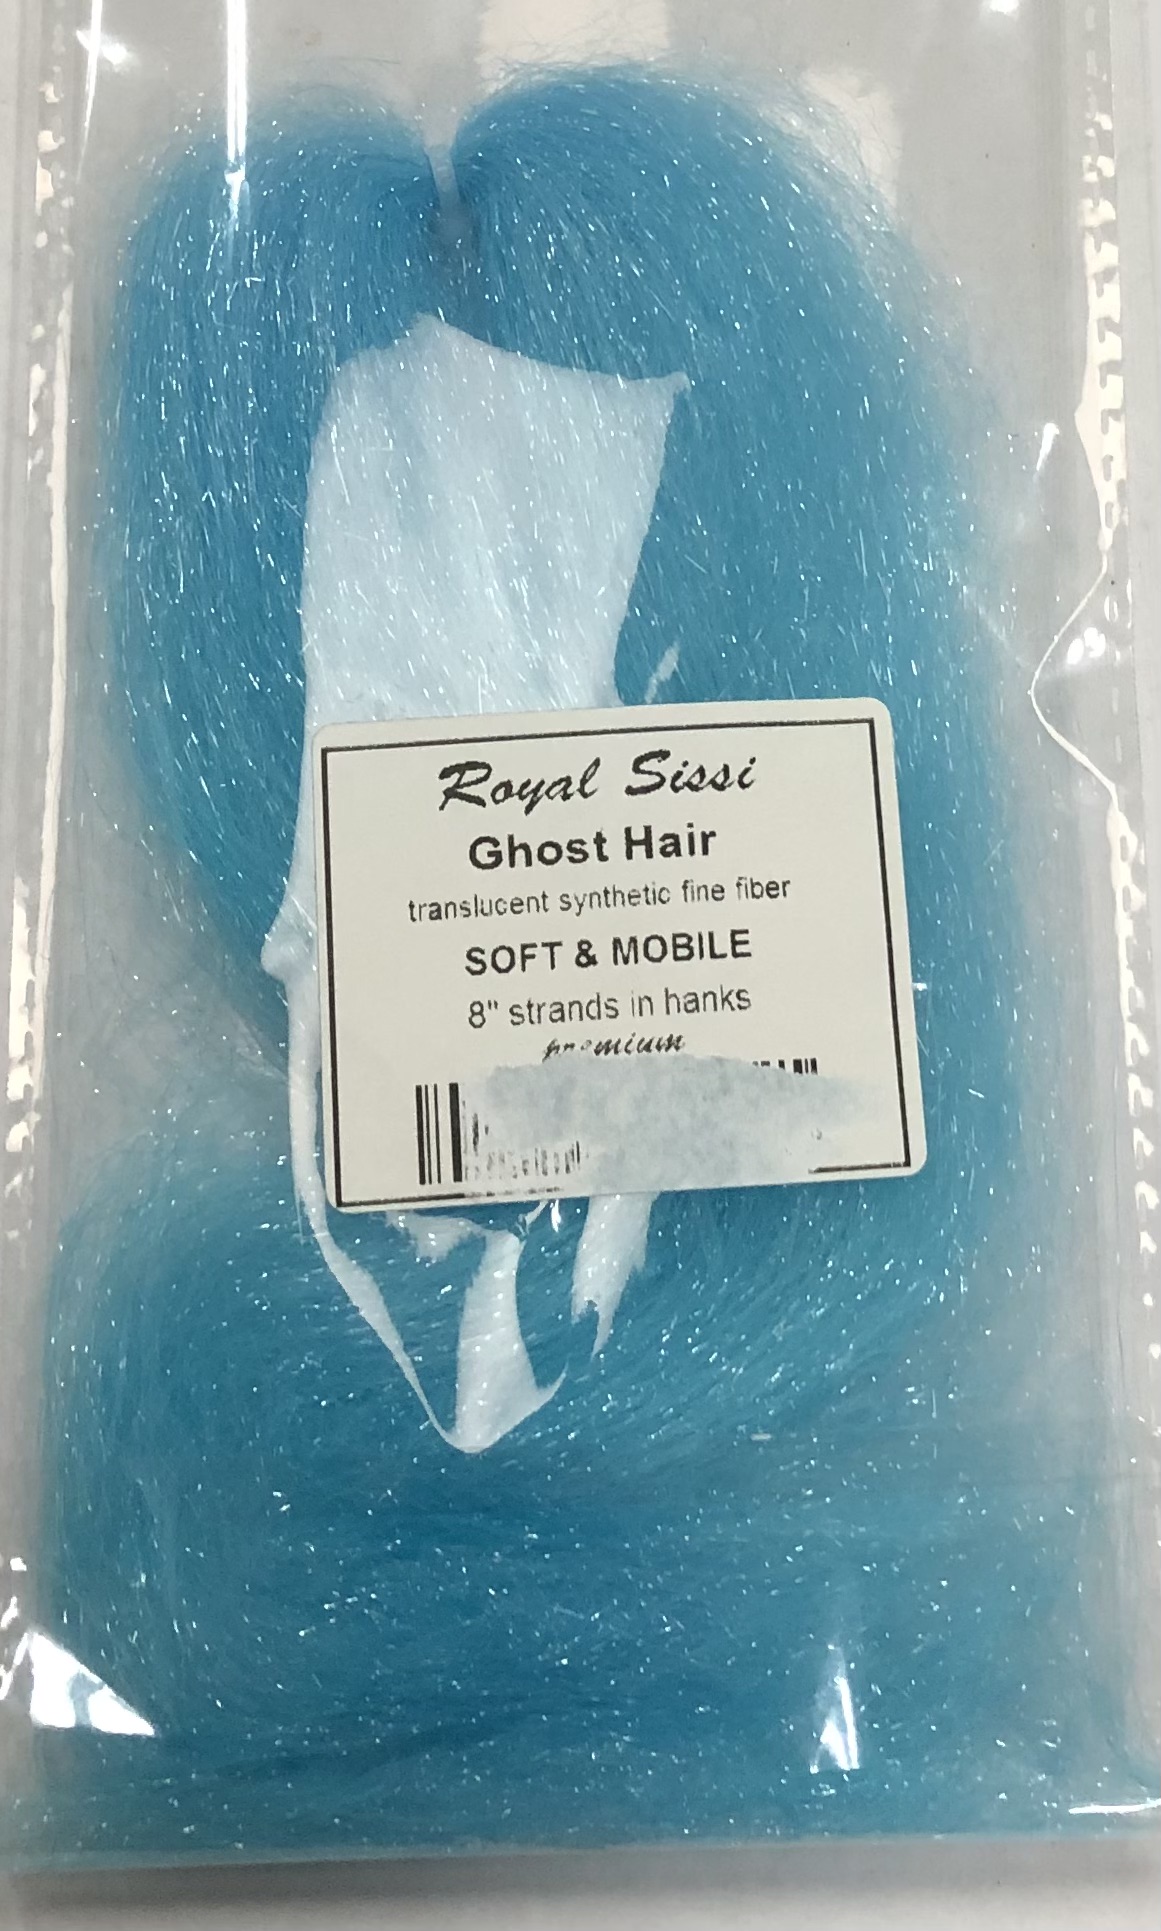 Royal Sissi
Ghost Hair
translucent synthetic fine fiber
SOFT & MOBILE
8" strands in hanks
premium